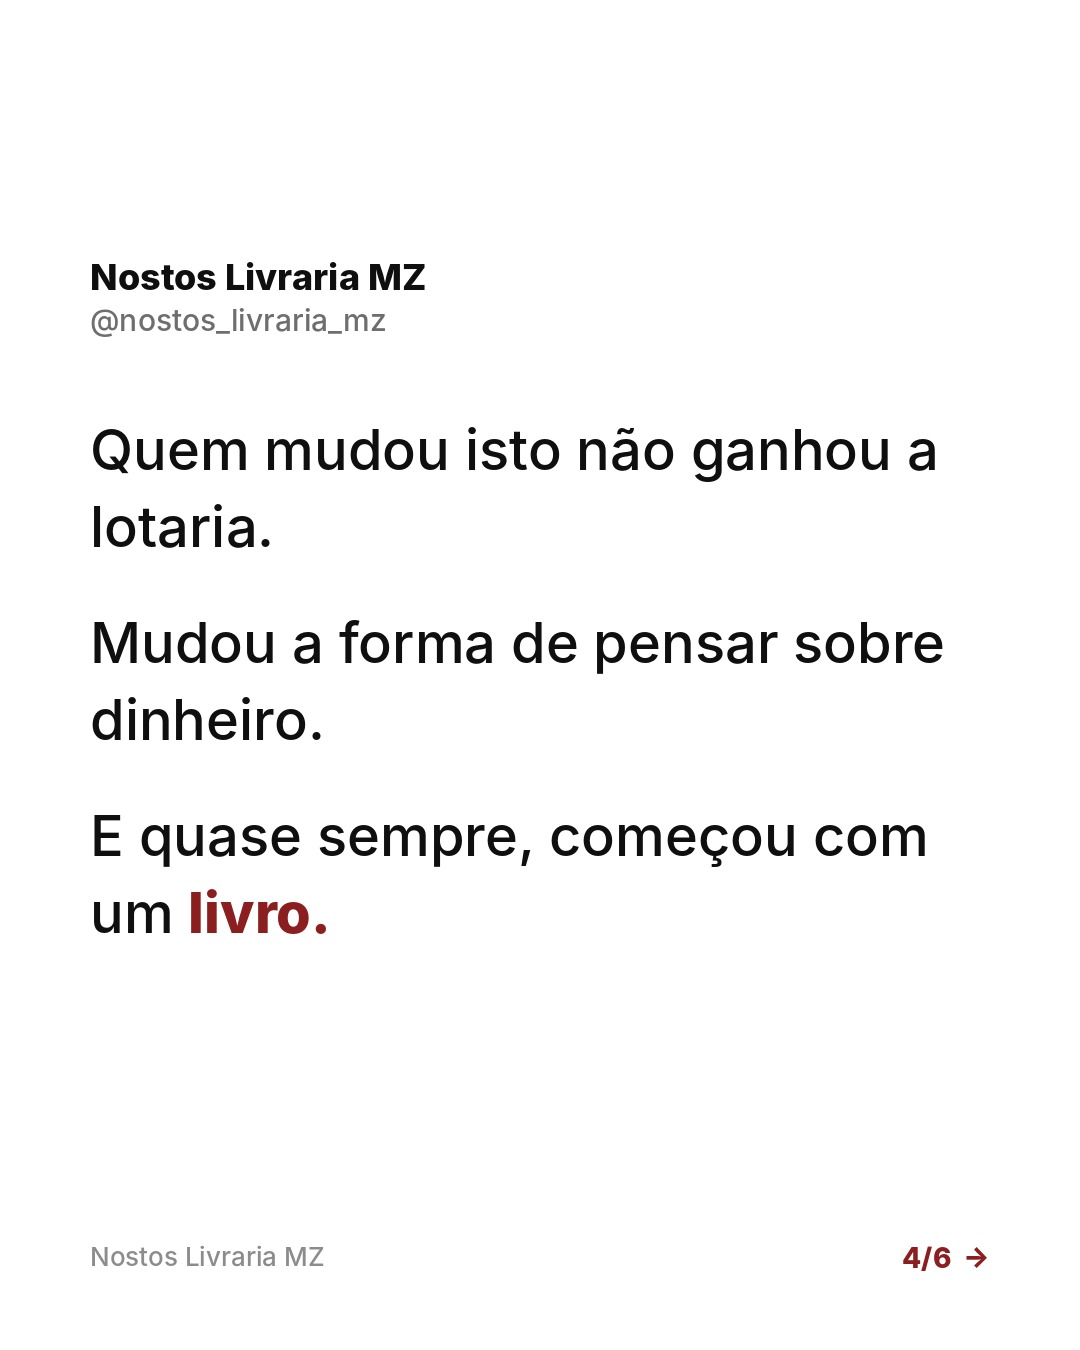 Nostos Livraria MZ
@nostos_livraria_mz
Quem mudou isto não ganhou a
lotaria.
Mudou a forma de pensar sobre
dinheiro.
E quase sempre, começou com
um livro.
Nostos Livraria MZ
4/6 →